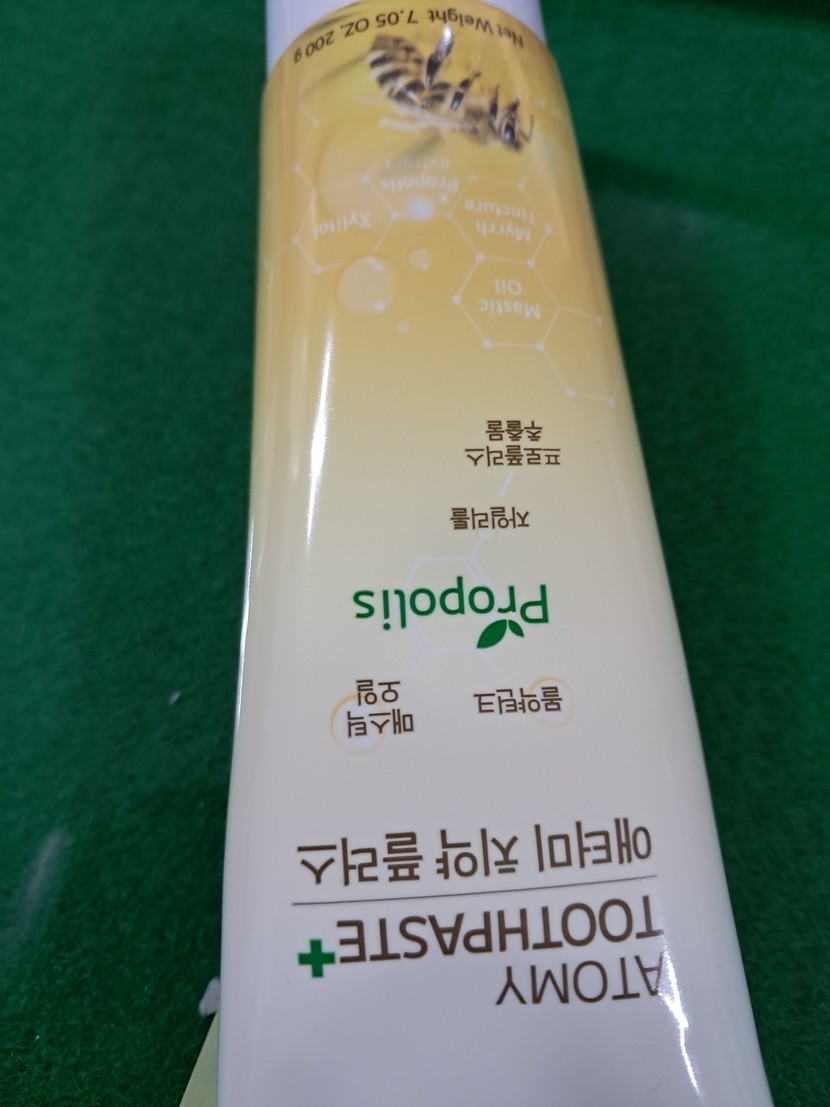 ATOMY
TOOTHPASTE+
애터미 치약 플러스
몰약틴크
매스틱
오일
Propolis
자일리톨
프로폴리스
추출물
Mastic
Oil
Myrrh
Tincture
Xylitol
Propolis
extract
Net Weight 7.05 OZ. 200 g